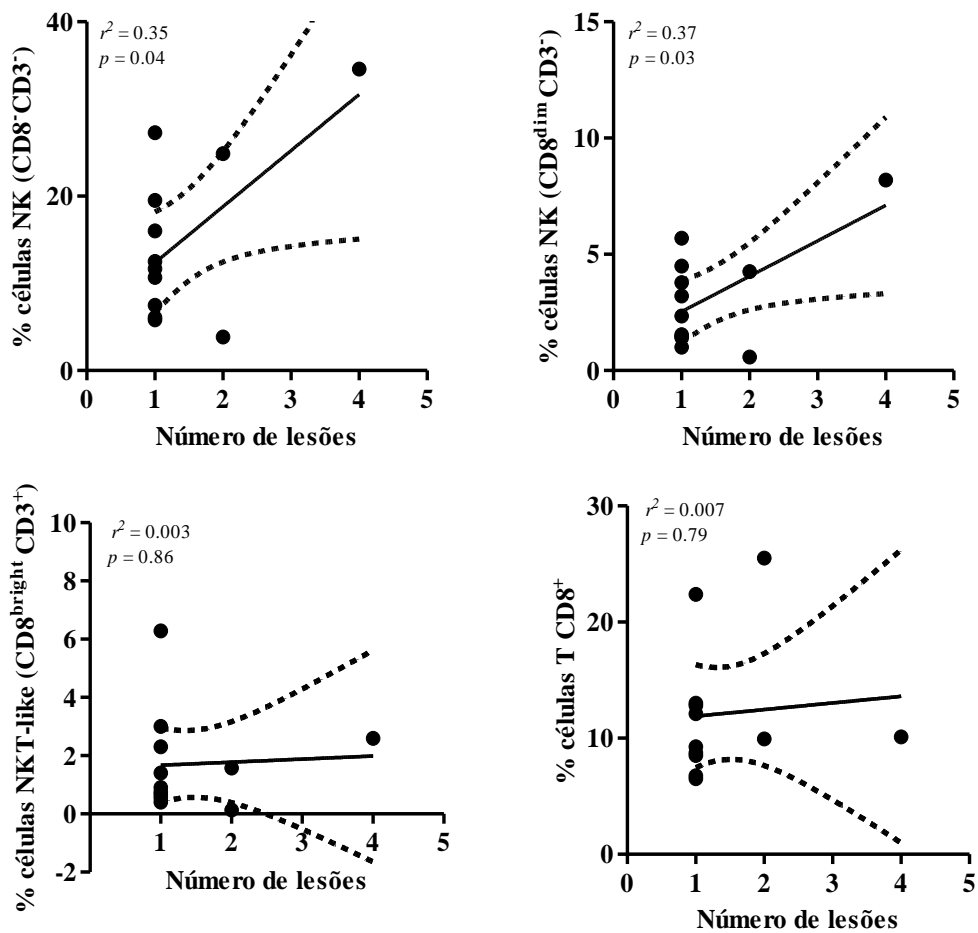 40
r² = 0.35
p = 0.04
20
0
% células NK (CD8⁻CD3⁻)
0 1 2 3 4 5
Número de lesões
15
r² = 0.37
p = 0.03
10
5
0
% células NK (CD8ᵈⁱᵐ CD3⁻)
0 1 2 3 4 5
Número de lesões
10
r² = 0.003
p = 0.86
8
6
4
2
0
-2
% células NKT-like (CD8ᵇʳⁱᵍʰᵗ CD3⁺)
1 2 3 4 5
Número de lesões
30
r² = 0.007
p = 0.79
20
10
0
% células T CD8⁺
0 1 2 3 4 5
Número de lesões